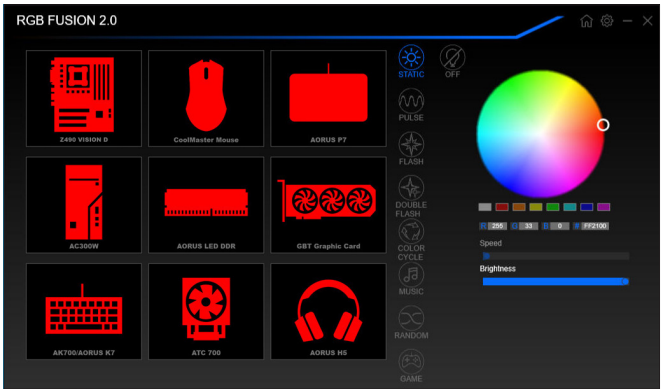 RGB FUSION 2.0
Z490 VISION D
CoolMaster Mouse
AORUS P7
AC300W
AORUS LED DDR
GBT Graphic Card
AK700/AORUS K7
ATC 700
AORUS H5
STATIC
OFF
PULSE
FLASH
DOUBLE
FLASH
COLOR
CYCLE
MUSIC
RANDOM
GAME
R 255 G 33 B 0 # FF2100
Speed
Brightness